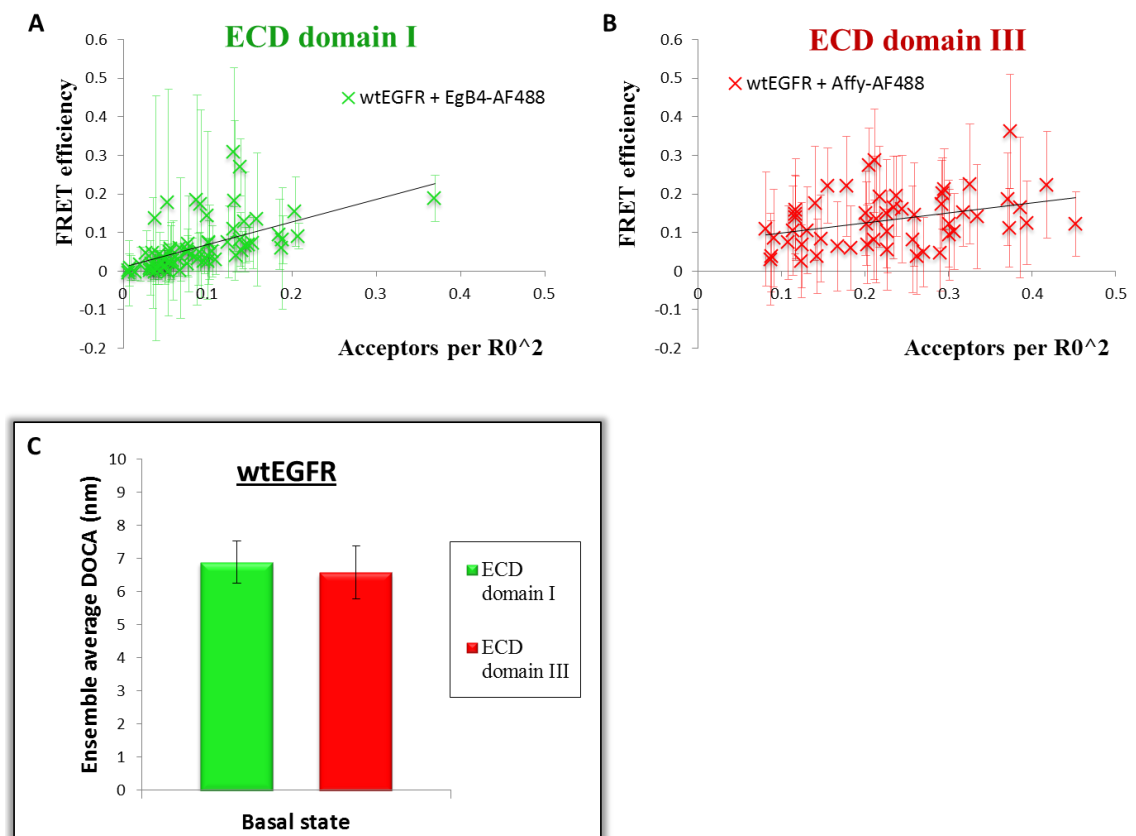 A
ECD domain I
0.6
0.5
0.4
0.3
0.2
0.1
0
-0.1
-0.2
0
0.1
0.2
0.3
0.4
0.5
FRET efficiency
wtEGFR + EgB4-AF488
Acceptors per R0^2
B
ECD domain III
0.6
0.5
0.4
0.3
0.2
0.1
0
-0.1
-0.2
0
0.1
0.2
0.3
0.4
0.5
FRET efficiency
wtEGFR + Affy-AF488
Acceptors per R0^2
C
wtEGFR
10
9
8
7
6
5
4
3
2
1
0
Ensemble average DOCA (nm)
Basal state
ECD
domain I
ECD
domain III